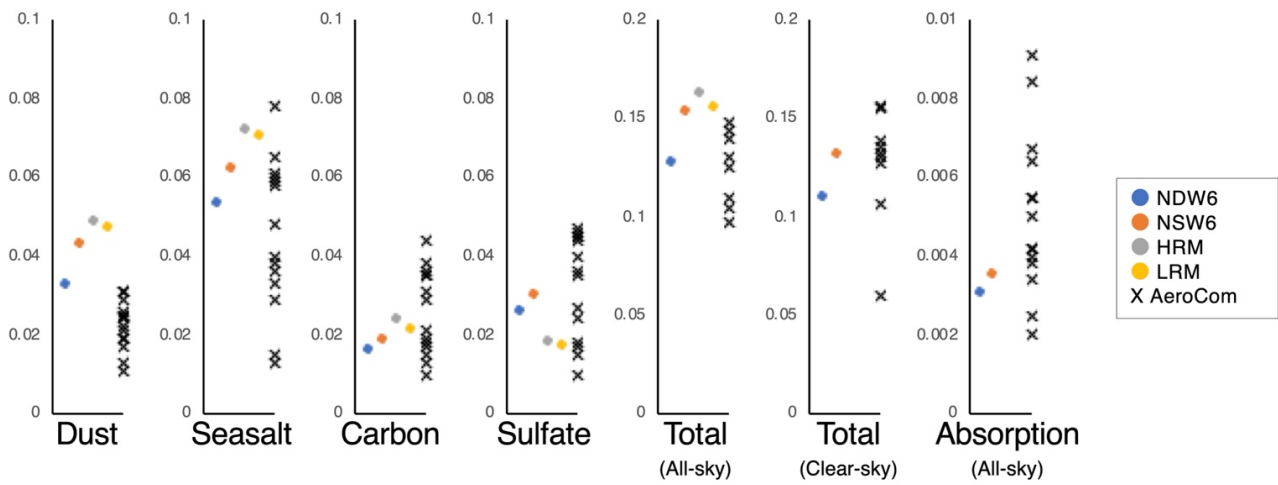 0.1
0.08
0.06
0.04
0.02
0
Dust
0.1
0.08
0.06
0.04
0.02
0
Seasalt
0.1
0.08
0.06
0.04
0.02
0
Carbon
0.1
0.08
0.06
0.04
0.02
0
Sulfate
0.2
0.15
0.1
0.05
0
Total
(All-sky)
0.2
0.15
0.1
0.05
0
Total
(Clear-sky)
0.01
0.008
0.006
0.004
0.002
0
Absorption
(All-sky)
NDW6
NSW6
HRM
LRM
X AeroCom